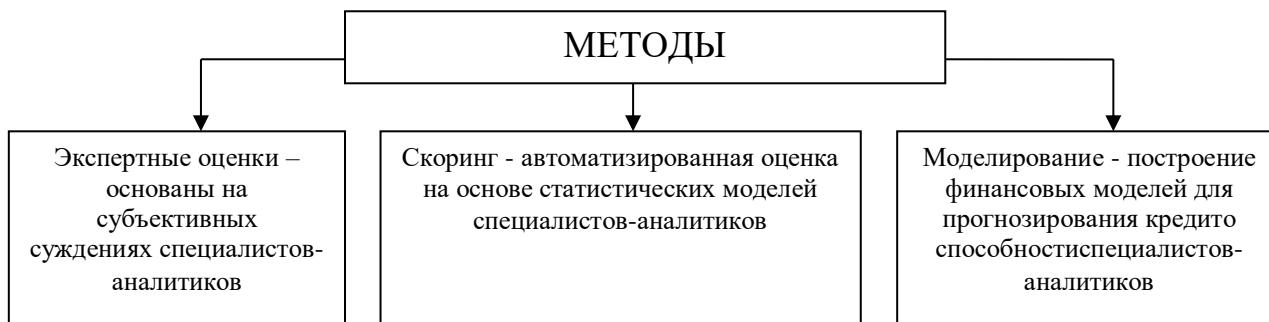 МЕТОДЫ
Экспертные оценки –
основаны на
субъективных
суждениях специалистов-
аналитиков
Скоринг - автоматизированная оценка
на основе статистических моделей
специалистов-аналитиков
Моделирование - построение
финансовых моделей для
прогнозирования кредито
способностиспециалистов-
аналитиков